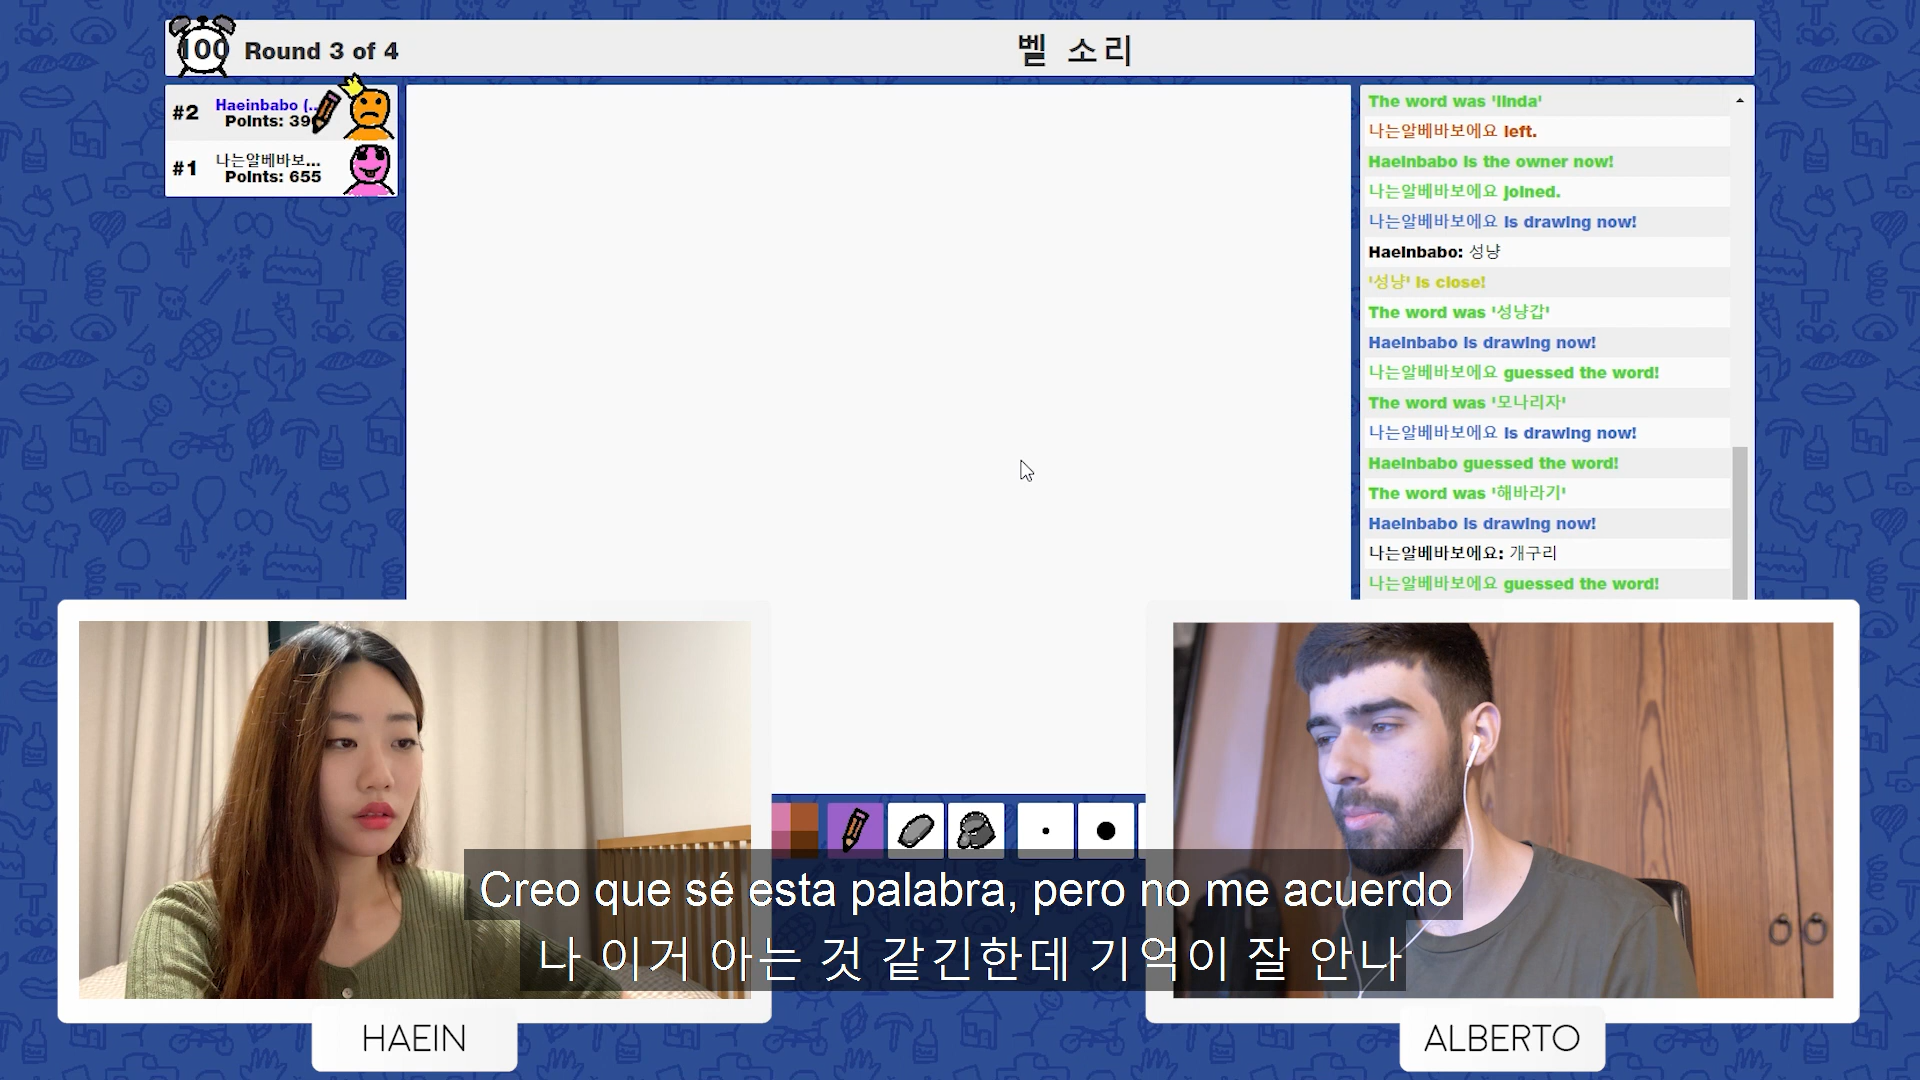 100
Round 3 of 4
벨 소리
#2
Haeinbabo (..
Points: 39
#1
나는알베바보...
Points: 655
The word was 'linda'
나는알베바보에요 left.
Haeinbabo is the owner now!
나는알베바보에요 joined.
나는알베바보에요 is drawing now!
Haeinbabo: 성냥
'성냥' is close!
The word was '성냥갑'
Haeinbabo is drawing now!
나는알베바보에요 guessed the word!
The word was '모나리자'
나는알베바보에요 is drawing now!
Haeinbabo guessed the word!
The word was '해바라기'
Haeinbabo is drawing now!
나는알베바보에요: 개구리
나는알베바보에요 guessed the word!
Creo que sé esta palabra, pero no me acuerdo
나 이거 아는 것 같긴한데 기억이 잘 안나
HAEIN
ALBERTO